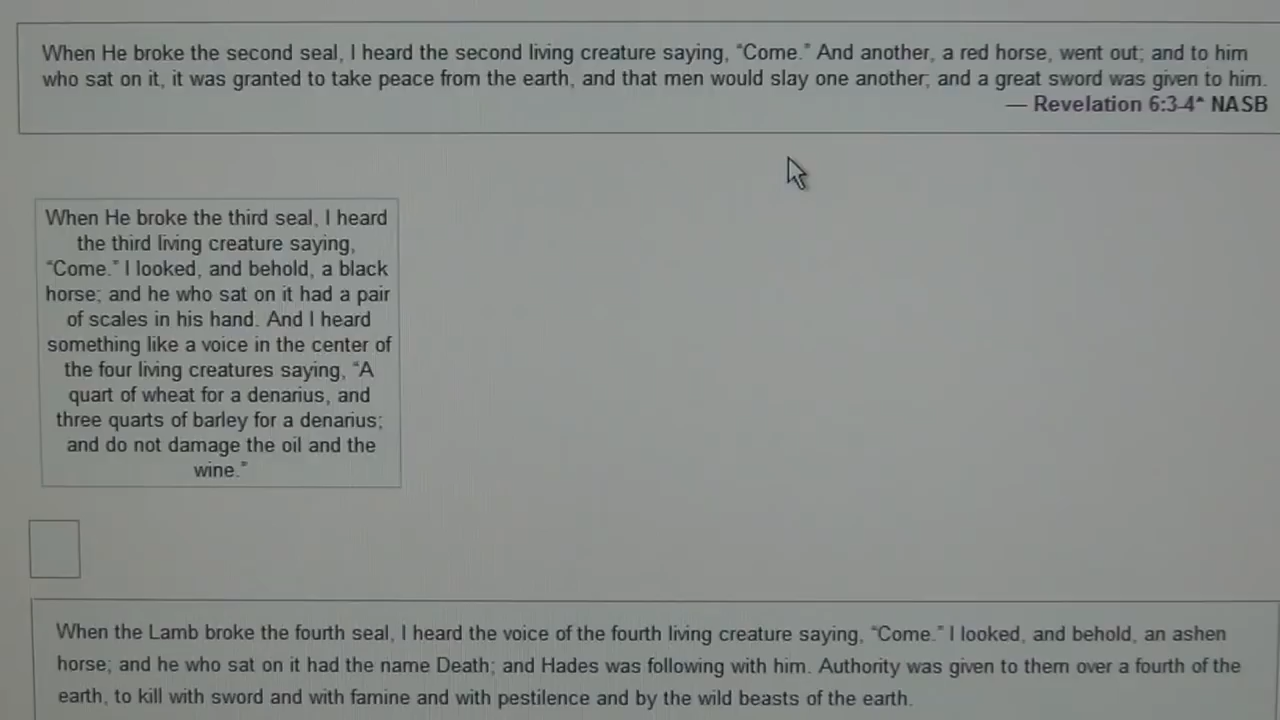 When He broke the second seal, I heard the second living creature saying, “Come.” And another, a red horse, went out; and to him
who sat on it, it was granted to take peace from the earth, and that men would slay one another; and a great sword was given to him.
— Revelation 6:3-4 NASB
When He broke the third seal, I heard
the third living creature saying,
“Come.” I looked, and behold, a black
horse; and he who sat on it had a pair
of scales in his hand. And I heard
something like a voice in the center of
the four living creatures saying, “A
quart of wheat for a denarius, and
three quarts of barley for a denarius;
and do not damage the oil and the
wine.”
When the Lamb broke the fourth seal, I heard the voice of the fourth living creature saying, “Come.” I looked, and behold, an ashen
horse; and he who sat on it had the name Death; and Hades was following with him. Authority was given to them over a fourth of the
earth, to kill with sword and with famine and with pestilence and by the wild beasts of the earth.